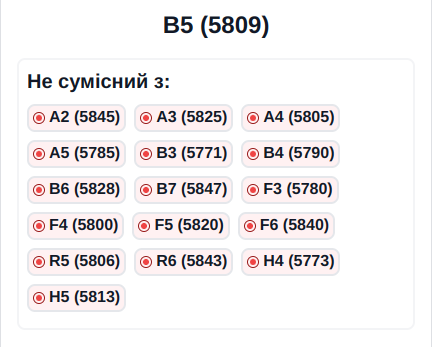 B5 (5809)
Не сумісний з:
A2 (5845) A3 (5825) A4 (5805)
A5 (5785) B3 (5771) B4 (5790)
B6 (5828) B7 (5847) F3 (5780)
F4 (5800) F5 (5820) F6 (5840)
R5 (5806) R6 (5843) H4 (5773)
H5 (5813)